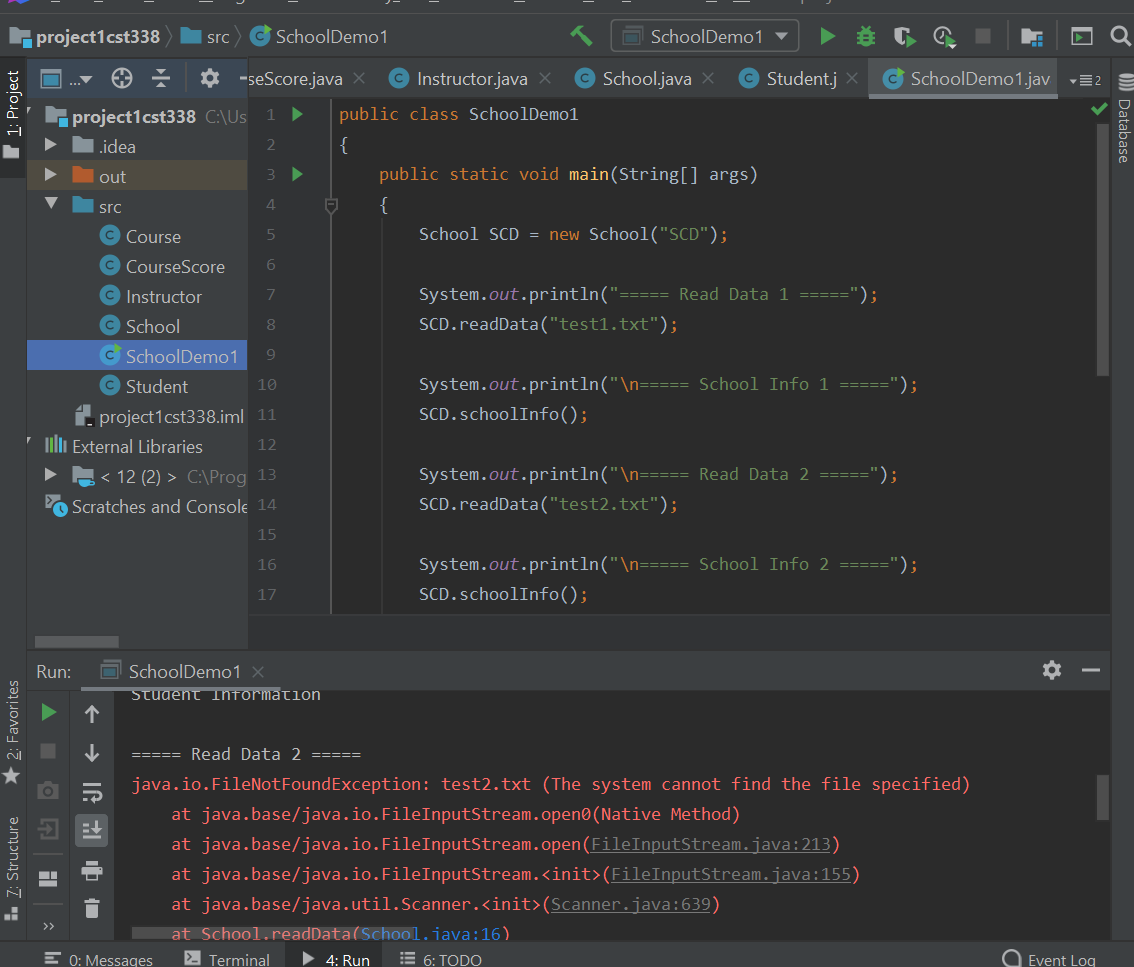 project1cst338 src SchoolDemo1
SchoolDemo1
1: Project
...
seScore.java Instructor.java School.java Student.j SchoolDemo1.jav 2
Database
project1cst338 C:\Us
.idea
out
src
Course
CourseScore
Instructor
School
SchoolDemo1
Student
project1cst338.iml
External Libraries
< 12 (2) > C:\Prog
Scratches and Console
1 public class SchoolDemo1
2 {
3 public static void main(String[] args)
4 {
5 School SCD = new School("SCD");
6
7 System.out.println("===== Read Data 1 =====");
8 SCD.readData("test1.txt");
9
10 System.out.println("\n===== School Info 1 =====");
11 SCD.schoolInfo();
12
13 System.out.println("\n===== Read Data 2 =====");
14 SCD.readData("test2.txt");
15
16 System.out.println("\n===== School Info 2 =====");
17 SCD.schoolInfo();
Run: SchoolDemo1
2: Favorites
7: Structure
Student Information
===== Read Data 2 =====
java.io.FileNotFoundException: test2.txt (The system cannot find the file specified)
at java.base/java.io.FileInputStream.open0(Native Method)
at java.base/java.io.FileInputStream.open(FileInputStream.java:213)
at java.base/java.io.FileInputStream.<init>(FileInputStream.java:155)
at java.base/java.util.Scanner.<init>(Scanner.java:639)
at School.readData(School.java:16)
0: Messages Terminal 4: Run 6: TODO Event Log